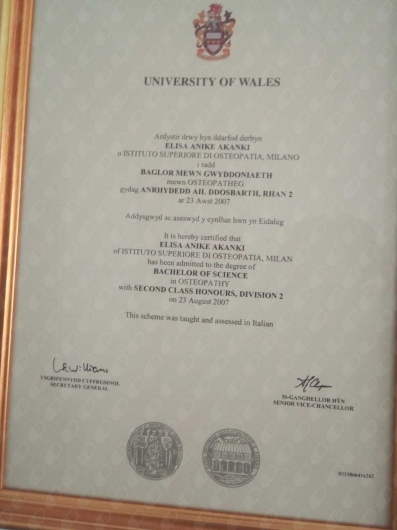 UNIVERSITY OF WALES
Ardystir drwy hyn ddarfod derbyn
ELISA ANIKE AKANKI
o ISTITUTO SUPERIORE DI OSTEOPATIA, MILANO
i radd
BAGLOR MEWN GWYDDONIAETH
mewn OSTEOPATHEG
gydag ANRHYDEDD AIL DDOSBARTH, RHAN 2
ar 23 Awst 2007
Addysgwyd ac aseswyd y cynllun hwn yn Eidaleg
It is hereby certified that
ELISA ANIKE AKANKI
of ISTITUTO SUPERIORE DI OSTEOPATIA, MILAN
has been admitted to the degree of
BACHELOR OF SCIENCE
in OSTEOPATHY
with SECOND CLASS HONOURS, DIVISION 2
on 23 August 2007
This scheme was taught and assessed in Italian
YSGRIFENNYDD CYFFREDINOL
SECRETARY GENERAL
IS-GANGHELLOR HŶN
SENIOR VICE-CHANCELLOR